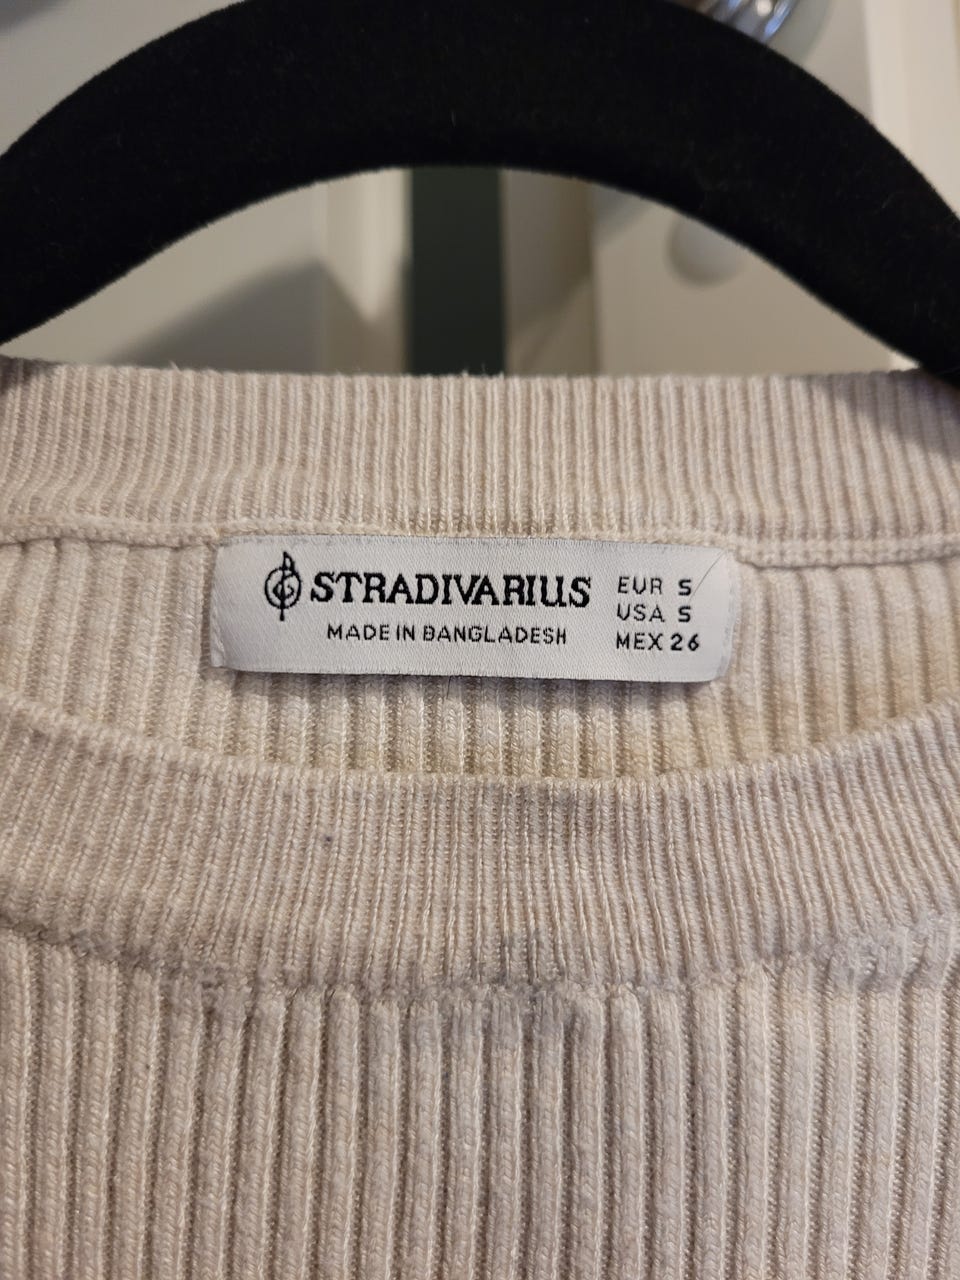 STRADIVARIUS
MADE IN BANGLADESH
EUR S
USA S
MEX 26